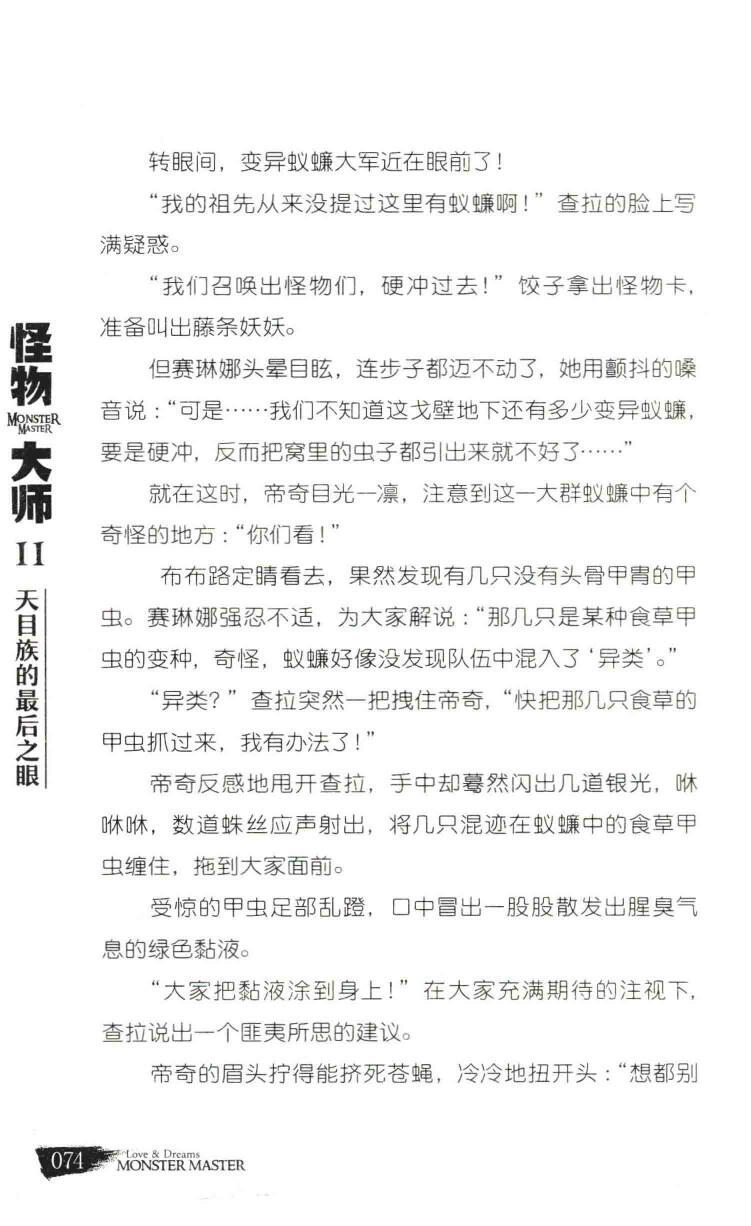 转眼间，变异蚁蠊大军近在眼前了！
“我的祖先从来没提过这里有蚁蠊啊！”查拉的脸上写
满疑惑。
“我们召唤出怪物们，硬冲过去！”饺子拿出怪物卡，
准备叫出藤条妖妖。
但赛琳娜头晕目眩，连步子都迈不动了，她用颤抖的嗓
音说：“可是……我们不知道这戈壁地下还有多少变异蚁蠊，
要是硬冲，反而把窝里的虫子都引出来就不好了……”
就在这时，帝奇目光一凛，注意到这一大群蚁蠊中有个
奇怪的地方：“你们看！”
布布路定睛看去，果然发现有几只没有头骨甲胄的甲
虫。赛琳娜强忍不适，为大家解说：“那几只是某种食草甲
虫的变种，奇怪，蚁蠊好像没发现队伍中混入了‘异类’。”
“异类？”查拉突然一把拽住帝奇，“快把那几只食草的
甲虫抓过来，我有办法了！”
帝奇反感地甩开查拉，手中却蓦然闪出几道银光，咻
咻咻，数道蛛丝应声射出，将几只混迹在蚁蠊中的食草甲
虫缠住，拖到大家面前。
受惊的甲虫足部乱蹬，口中冒出一股股散发出腥臭气
息的绿色黏液。
“大家把黏液涂到身上！”在大家充满期待的注视下，
查拉说出一个匪夷所思的建议。
帝奇的眉头拧得能挤死苍蝇，冷冷地扭开头：“想都别
怪物
MONSTER
MASTER
大师
11
天目族的最后之眼
074
Love & Dreams
MONSTER MASTER